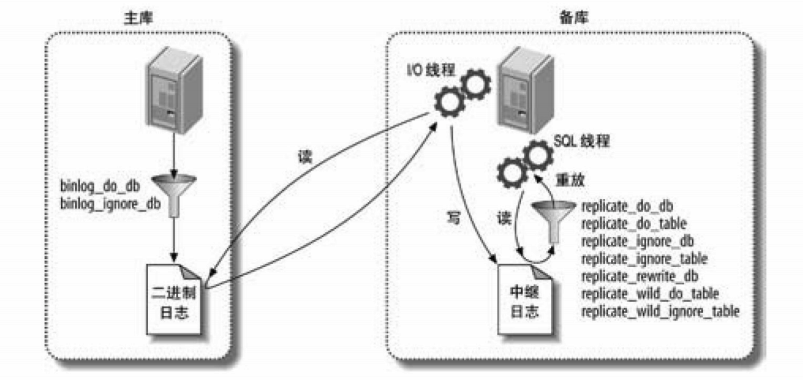 主库
binlog_do_db
binlog_ignore_db
二进制
日志
读
备库
I/O 线程
SQL 线程
重放
写
读
replicate_do_db
replicate_do_table
replicate_ignore_db
replicate_ignore_table
replicate_rewrite_db
replicate_wild_do_table
replicate_wild_ignore_table
中继
日志